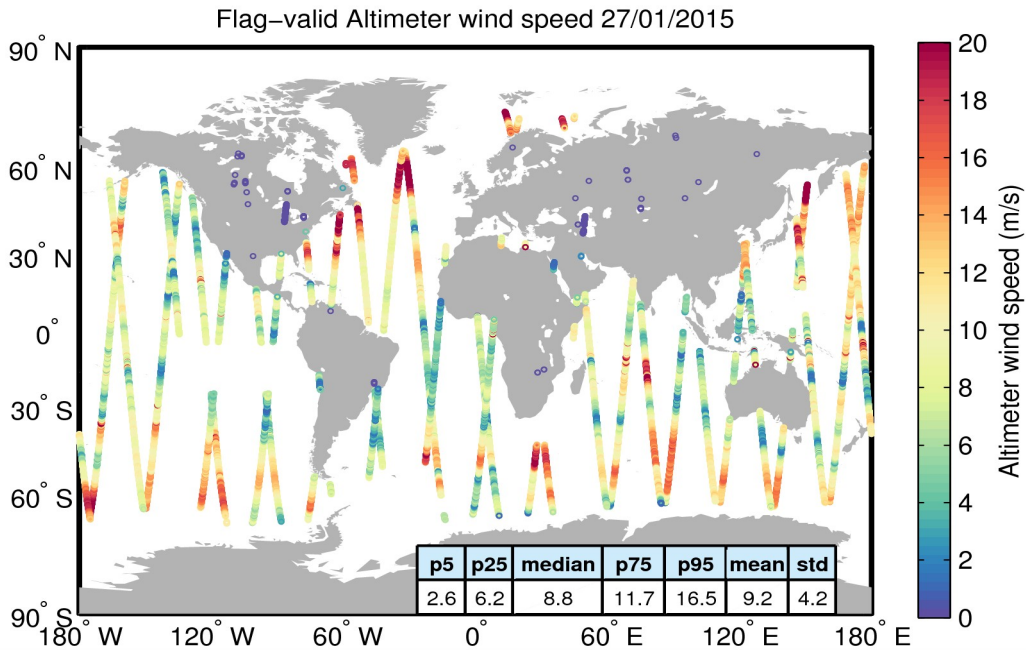 Flag−valid Altimeter wind speed 27/01/2015
90° N
60° N
30° N
0°
30° S
60° S
90° S
180° W
120° W
60° W
0°
60° E
120° E
180° E
p5 p25 median p75 p95 mean std
2.6 6.2 8.8 11.7 16.5 9.2 4.2
20
18
16
14
12
10
8
6
4
2
0
Altimeter wind speed (m/s)